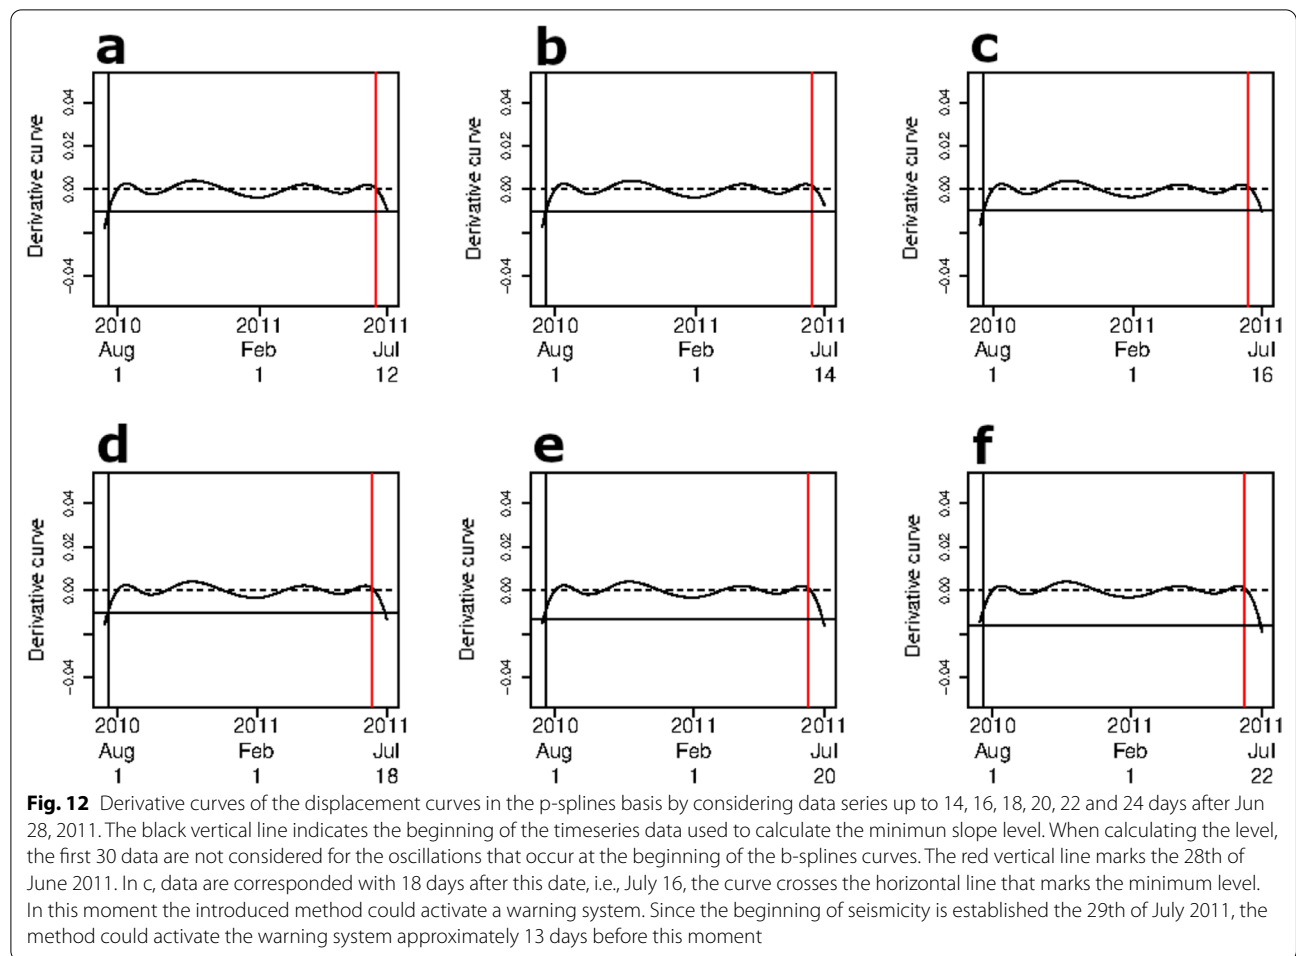 a
b
c
Derivative curve
0.04
0.02
0.00
-0.04
2010
Aug
1
2011
Feb
1
2011
Jul
12
Derivative curve
0.04
0.02
0.00
-0.04
2010
Aug
1
2011
Feb
1
2011
Jul
14
Derivative curve
0.04
0.02
0.00
-0.04
2010
Aug
1
2011
Feb
1
2011
Jul
16
d
e
f
Derivative curve
0.04
0.02
0.00
-0.04
2010
Aug
1
2011
Feb
1
2011
Jul
18
Derivative curve
0.04
0.02
0.00
-0.04
2010
Aug
1
2011
Feb
1
2011
Jul
20
Derivative curve
0.04
0.02
0.00
-0.04
2010
Aug
1
2011
Feb
1
2011
Jul
22
Fig. 12 Derivative curves of the displacement curves in the p-splines basis by considering data series up to 14, 16, 18, 20, 22 and 24 days after Jun
28, 2011. The black vertical line indicates the beginning of the timeseries data used to calculate the minimun slope level. When calculating the level,
the first 30 data are not considered for the oscillations that occur at the beginning of the b-splines curves. The red vertical line marks the 28th of
June 2011. In c, data are corresponded with 18 days after this date, i.e., July 16, the curve crosses the horizontal line that marks the minimum level.
In this moment the introduced method could activate a warning system. Since the beginning of seismicity is established the 29th of July 2011, the
method could activate the warning system approximately 13 days before this moment